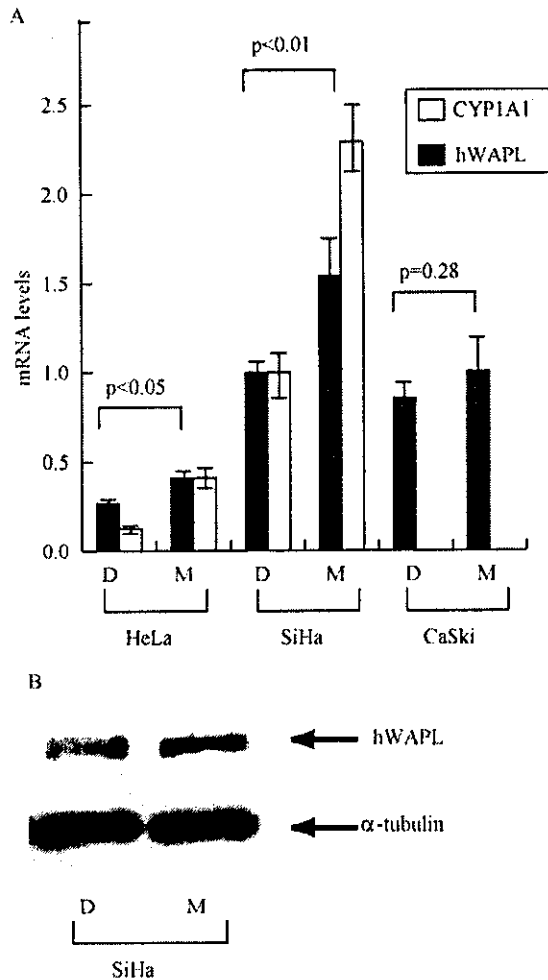 A
p<0.01
2.5
CYP1A1
hWAPL
2.0
p=0.28
1.5
mRNA levels
p<0.05
1.0
0.5
0.0
D M D M D M
HeLa SiHa CaSki
B
hWAPL
α-tubulin
D M
SiHa